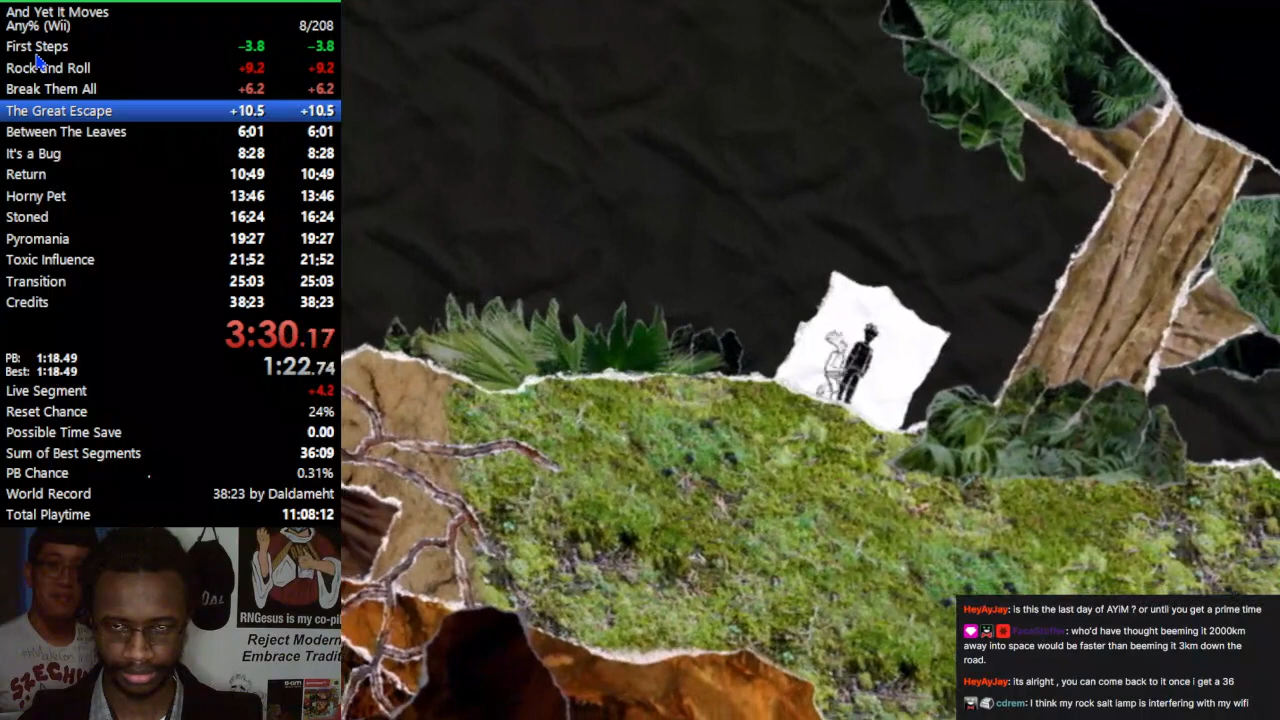 And Yet It Moves
Any% (Wii) 8/208
First Steps −3.8 −3.8
Rock and Roll +9.2 +9.2
Break Them All +6.2 +6.2
The Great Escape +10.5 +10.5
Between The Leaves 6:01 6:01
It's a Bug 8:28 8:28
Return 10:49 10:49
Horny Pet 13:46 13:46
Stoned 16:24 16:24
Pyromania 19:27 19:27
Toxic Influence 21:52 21:52
Transition 25:03 25:03
Credits 38:23 38:23
3:30.17
PB: 1:18.49
Best: 1:18.49
1:22.74
Live Segment +4.2
Reset Chance 24%
Possible Time Save 0.00
Sum of Best Segments 36:09
PB Chance 0.31%
World Record 38:23 by Daldameht
Total Playtime 11:08:12
RNGesus is my co-pi
Reject Modern
Embrace Tradit
HeyAyJay: is this the last day of AYIM ? or until you get a prime time
FaceStuffer: who'd have thought beeming it 2000km
away into space would be faster than beeming it 3km down the
road.
HeyAyJay: its alright , you can come back to it once i get a 36
cdrem: I think my rock salt lamp is interfering with my wifi